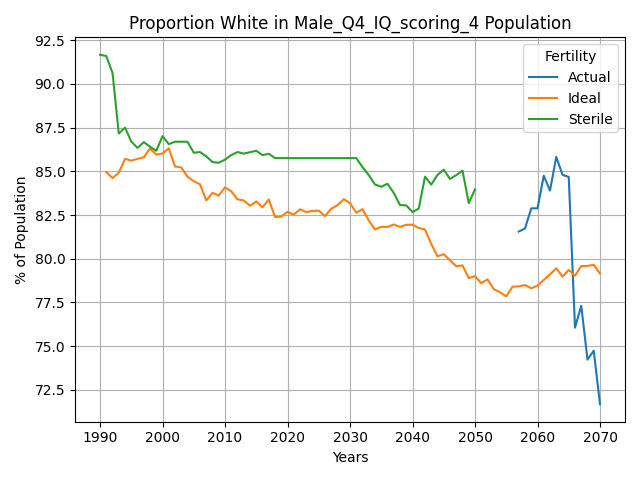 Proportion White in Male_Q4_IQ_scoring_4 Population
Fertility
Actual
Ideal
Sterile
% of Population
92.5
90.0
87.5
85.0
82.5
80.0
77.5
75.0
72.5
1990 2000 2010 2020 2030 2040 2050 2060 2070
Years